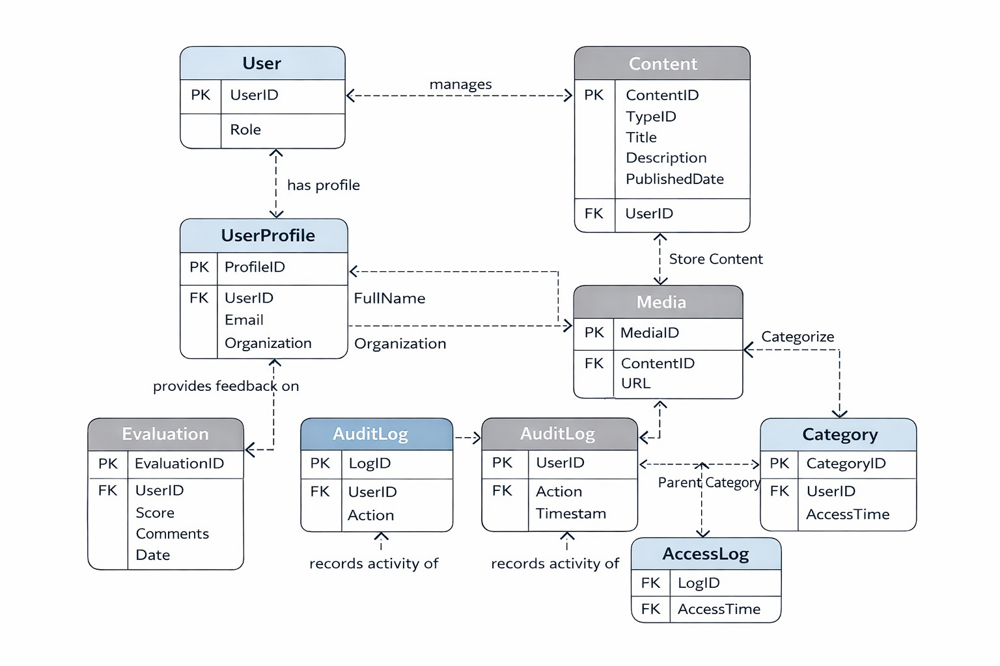 User
PK UserID
Role
manages
Content
PK ContentID
TypeID
Title
Description
PublishedDate
FK UserID
has profile
UserProfile
PK ProfileID
FK UserID
Email
Organization
FullName
Organization
Store Content
Media
PK MediaID
FK ContentID
URL
Categorize
provides feedback on
Evaluation
PK EvaluationID
FK UserID
Score
Comments
Date
AuditLog
PK LogID
FK UserID
Action
records activity of
AuditLog
PK UserID
FK Action
Timestam
records activity of
Parent Category
Category
PK CategoryID
FK UserID
AccessTime
AccessLog
FK LogID
FK AccessTime